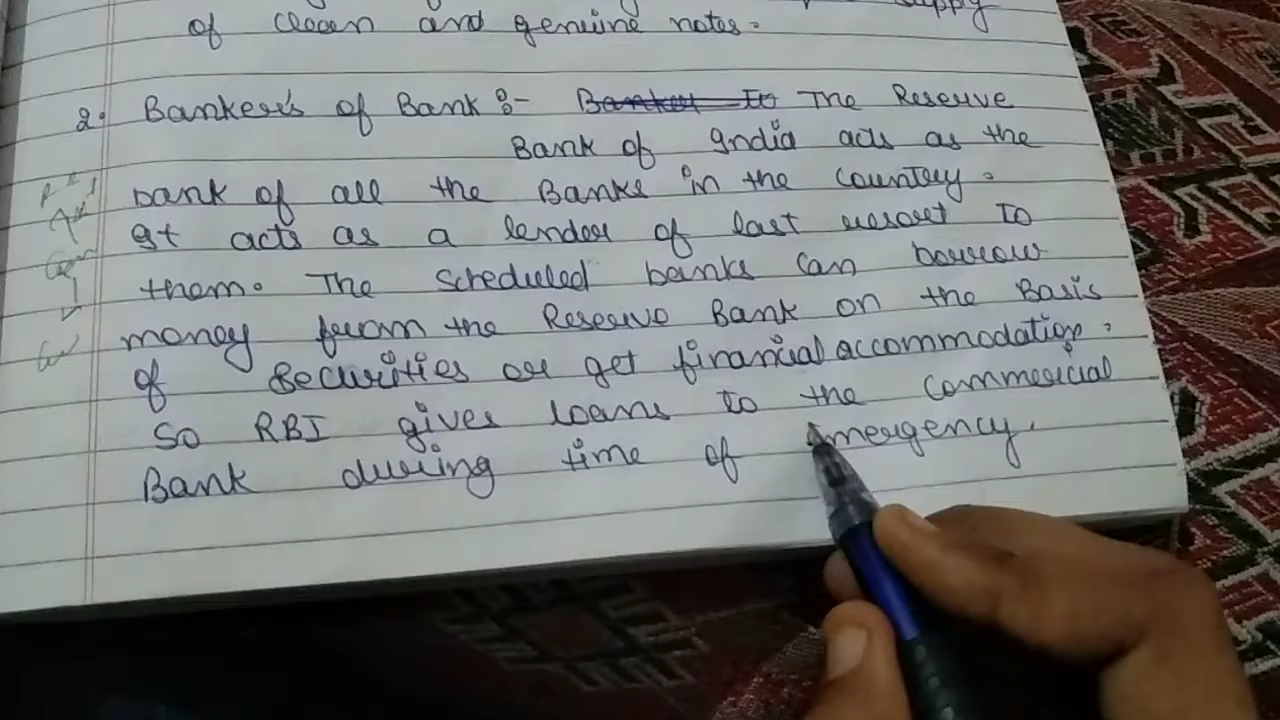 supply
of clean and genuine notes.
2. Banker's of Bank :- Banker to The Reserve
Bank of India acts as the
bank of all the Banks in the country.
It acts as a lender of last resort to
them. The scheduled banks can borrow
money from the Reserve Bank on the Basis
of securities or get financial accommodation.
So RBI gives loans to the commercial
Bank during time of emergency.